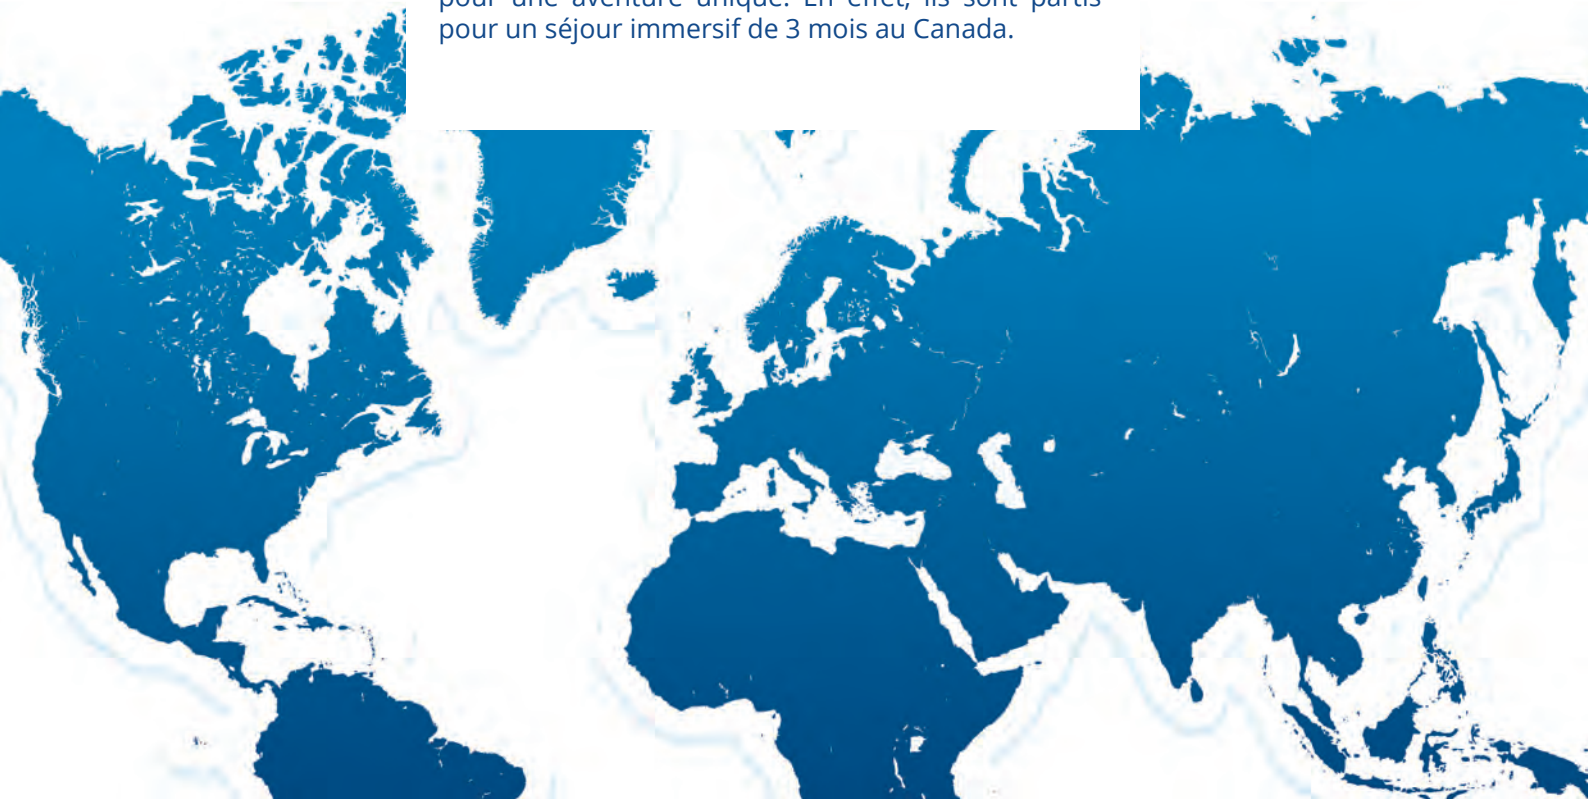 pour une aventure unique. En effet, ils sont partis
pour un séjour immersif de 3 mois au Canada.